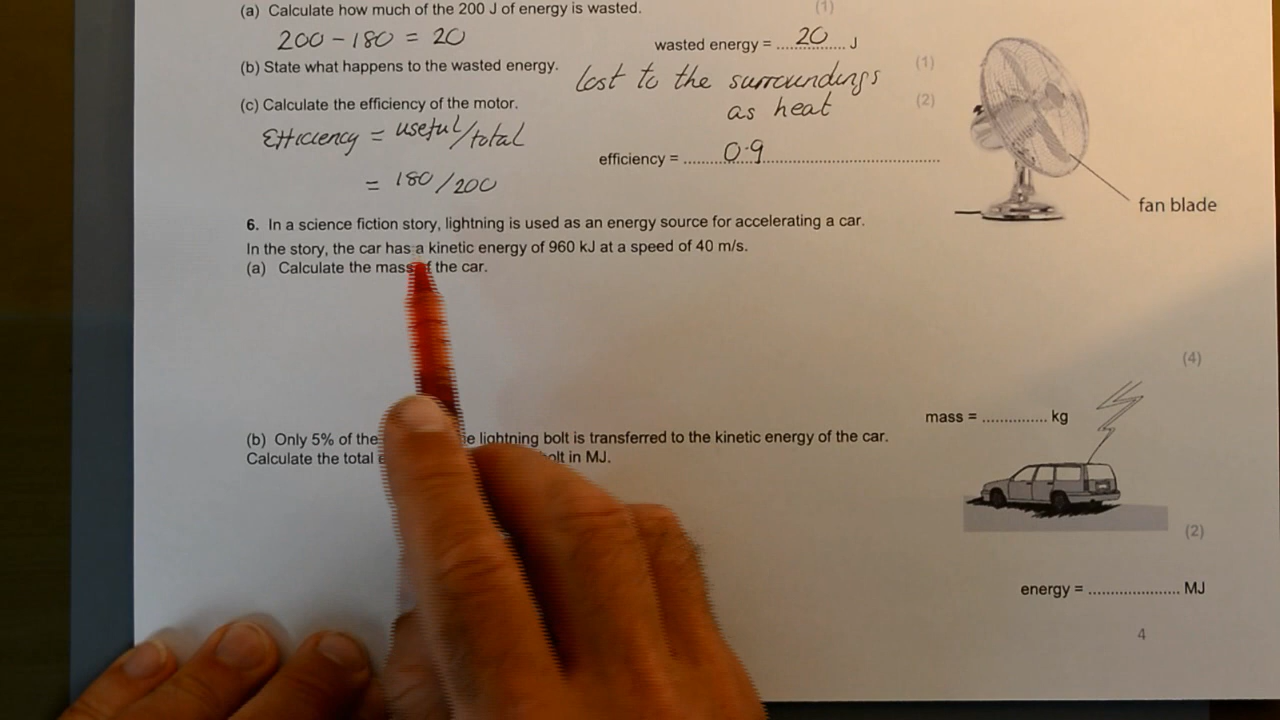 (a) Calculate how much of the 200 J of energy is wasted. (1)
200 - 180 = 20
wasted energy = .... 20 ........ J
(b) State what happens to the wasted energy. (1)
lost to the surroundings
as heat
(c) Calculate the efficiency of the motor. (2)
Efficiency = useful/total
= 180/200
efficiency = ........ 0.9 ........................................
fan blade
6. In a science fiction story, lightning is used as an energy source for accelerating a car.
In the story, the car has a kinetic energy of 960 kJ at a speed of 40 m/s.
(a) Calculate the mass the car.
(4)
mass = .............. kg
(b) Only 5% of the lightning bolt is transferred to the kinetic energy of the car.
Calculate the total in MJ.
(2)
energy = ..................... MJ
4